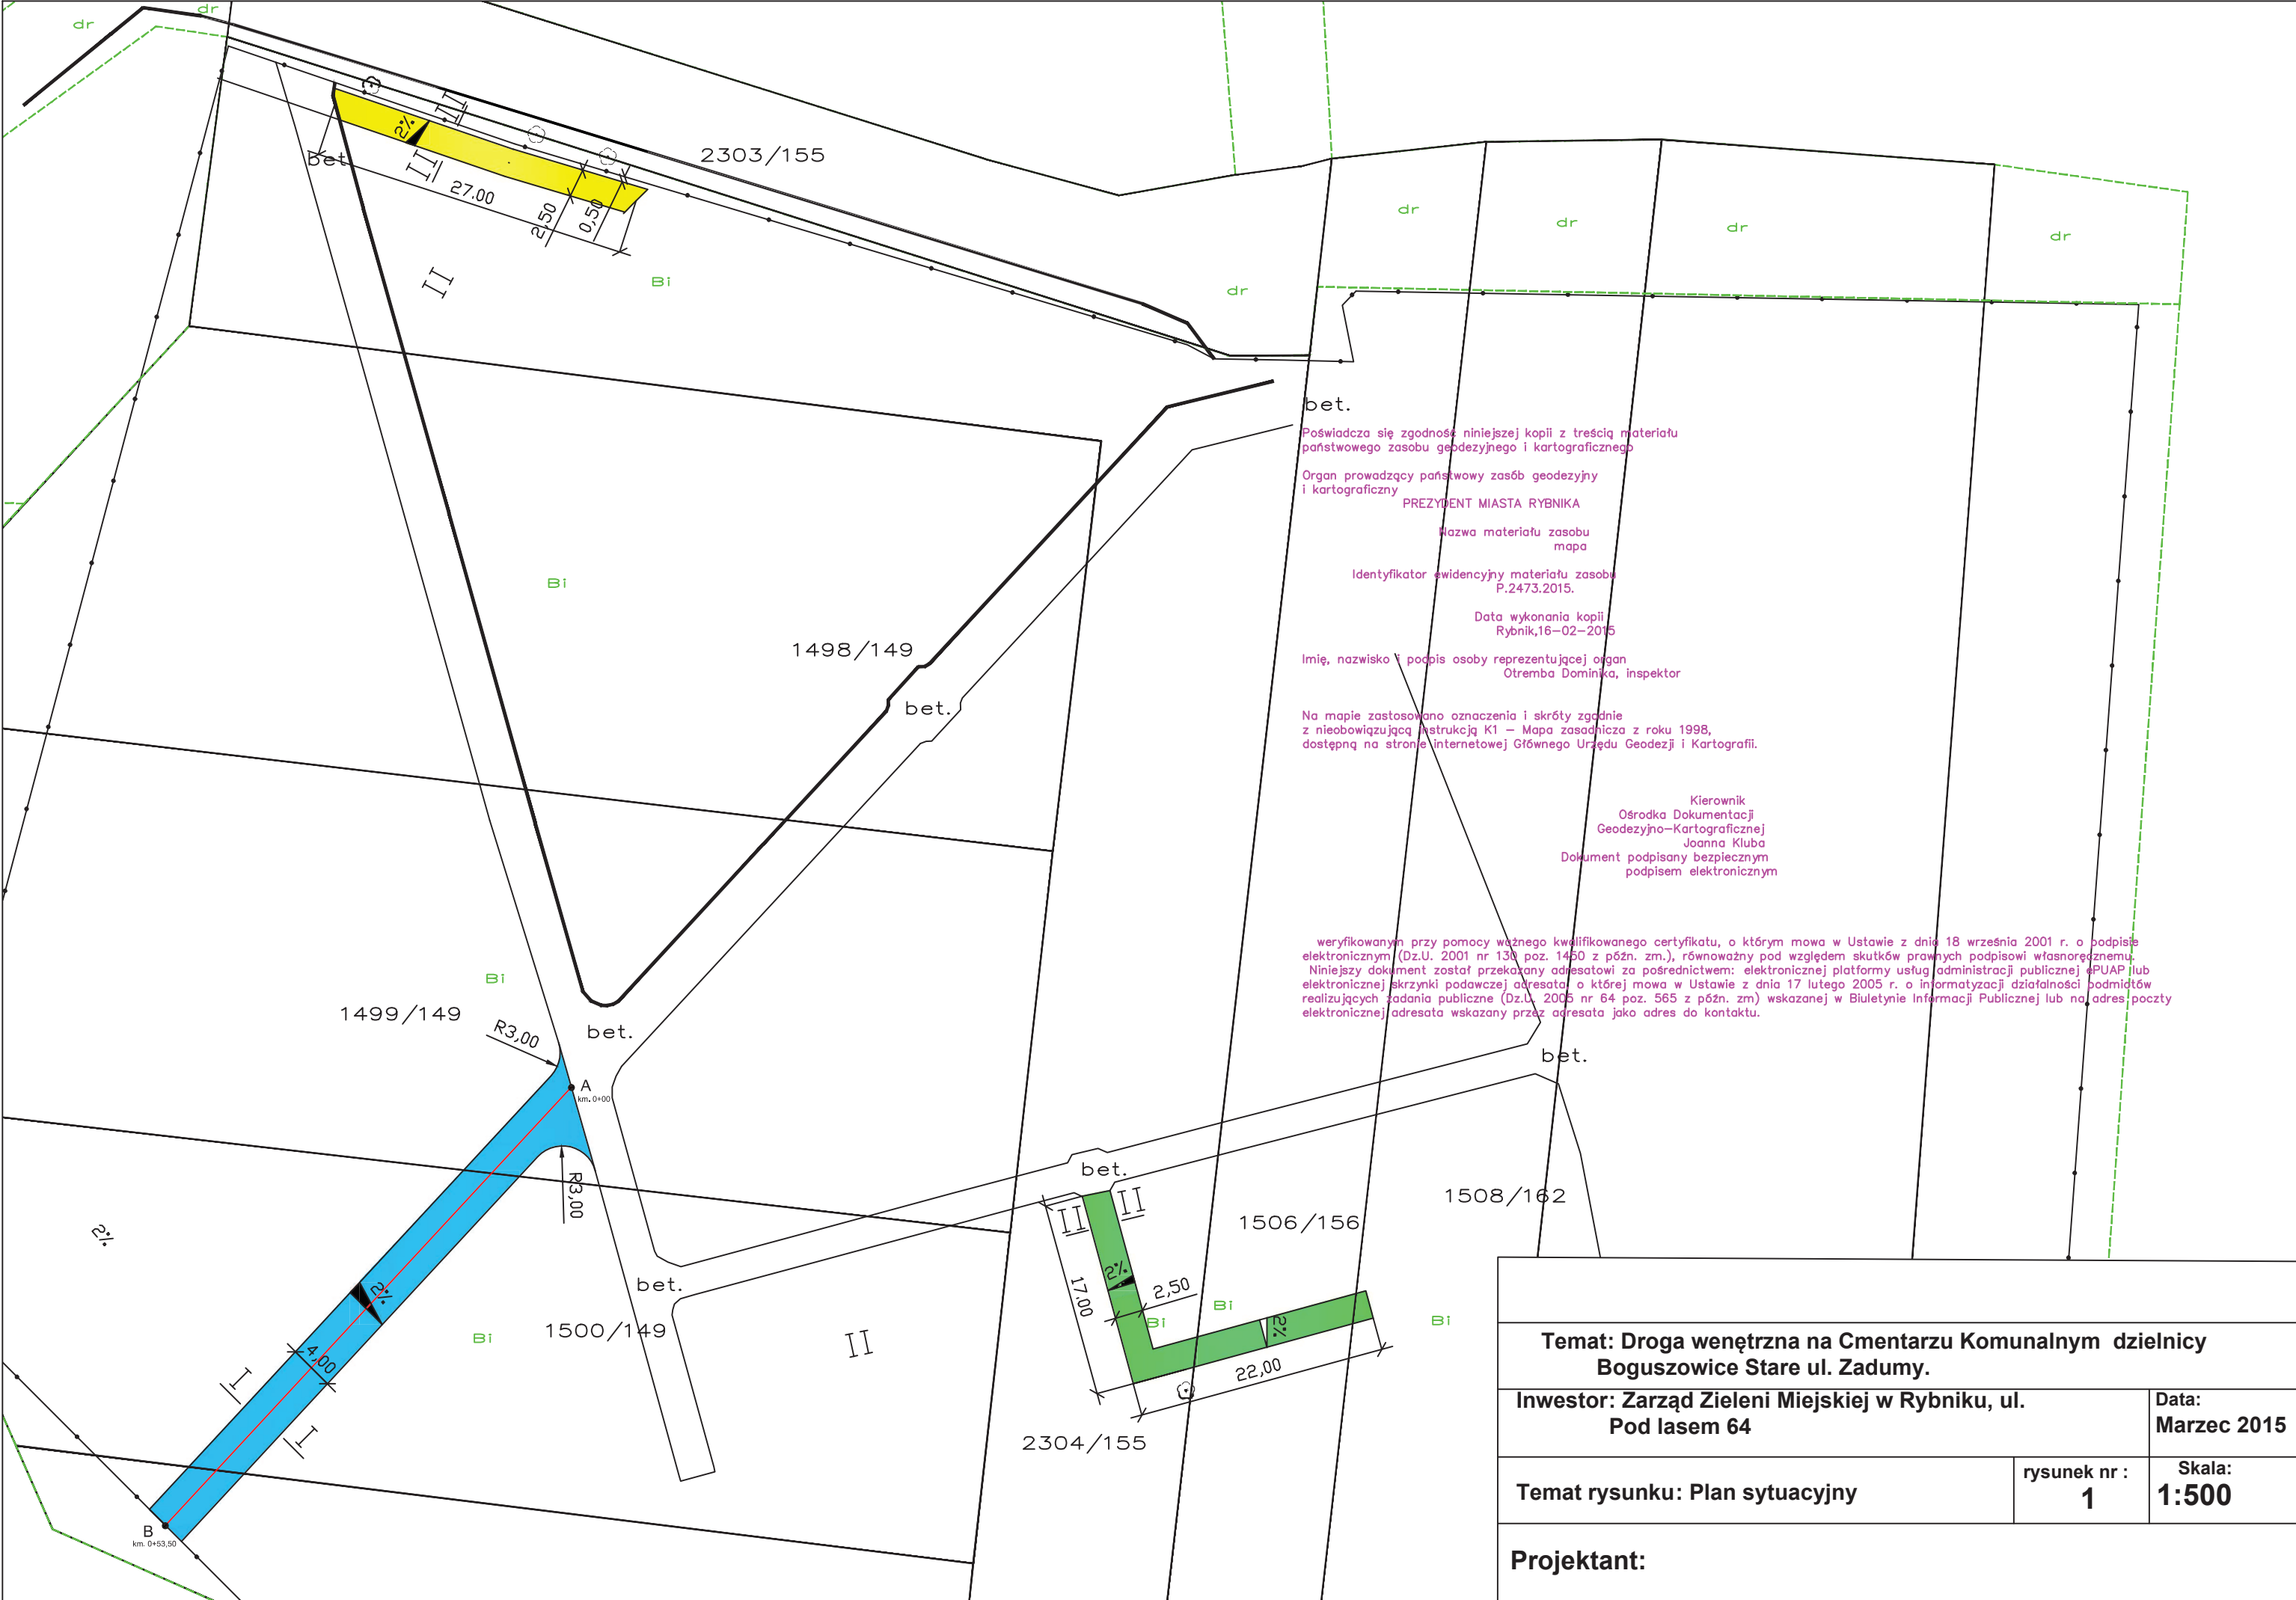 dr
dr
2%
bet.
27.00
2,50
0,50
2303/155
II
II
II
II
Bi
dr
dr
dr
dr
dr
bet.
Poświadcza się zgodność niniejszej kopii z treścią materiału
państwowego zasobu geodezyjnego i kartograficznego
Organ prowadzący państwowy zasób geodezyjny
i kartograficzny
PREZYDENT MIASTA RYBNIKA
Nazwa materiału zasobu
mapa
Identyfikator ewidencyjny materiału zasobu
P.2473.2015.
Data wykonania kopii
Rybnik,16-02-2015
Imię, nazwisko i podpis osoby reprezentującej organ
Otremba Dominika, inspektor
Na mapie zastosowano oznaczenia i skróty zgodnie
z nieobowiązującą instrukcją K1 – Mapa zasadnicza z roku 1998,
dostępną na stronie internetowej Głównego Urzędu Geodezji i Kartografii.
Kierownik
Ośrodka Dokumentacji
Geodezyjno-Kartograficznej
Joanna Kluba
Dokument podpisany bezpiecznym
podpisem elektronicznym
weryfikowanym przy pomocy ważnego kwalifikowanego certyfikatu, o którym mowa w Ustawie z dnia 18 września 2001 r. o podpisie
elektronicznym (Dz.U. 2001 nr 130 poz. 1450 z późn. zm.), równoważny pod względem skutków prawnych podpisowi własnoręcznemu.
Niniejszy dokument został przekazany adresatowi za pośrednictwem: elektronicznej platformy usług administracji publicznej ePUAP lub
elektronicznej skrzynki podawczej adresata, o której mowa w Ustawie z dnia 17 lutego 2005 r. o informatyzacji działalności podmiotów
realizujących zadania publiczne (Dz.U. 2005 nr 64 poz. 565 z późn. zm) wskazanej w Biuletynie Informacji Publicznej lub na adres poczty
elektronicznej adresata wskazany przez adresata jako adres do kontaktu.
Bi
1498/149
bet.
Bi
1499/149
R3,00
bet.
A
km. 0+00
R3,00
2%
2%
4,00
I
I
B
km. 0+53,50
Bi
1500/149
bet.
II
bet.
bet.
II
II
17.00
2%
2,50
Bi
Bi
2%
22,00
1506/156
1508/162
Bi
2304/155
Temat: Droga wenętrzna na Cmentarzu Komunalnym dzielnicy
Boguszowice Stare ul. Zadumy.
Inwestor: Zarząd Zieleni Miejskiej w Rybniku, ul.
Pod lasem 64
Data:
Marzec 2015
Temat rysunku: Plan sytuacyjny
rysunek nr :
1
Skala:
1:500
Projektant: